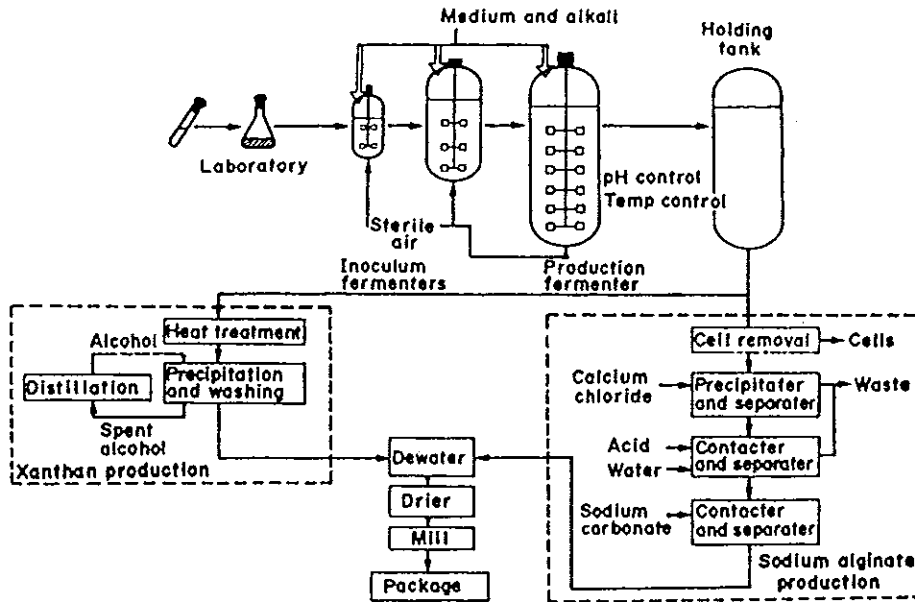 Medium and alkali
Holding
tank
Laboratory
pH control
Temp control
Sterile
air
Inoculum
fermenters
Production
fermenter
Heat treatment
Alcohol
Distillation
Precipitation
and washing
Spent
alcohol
Xanthan production
Cell removal
Cells
Calcium
chloride
Precipitater
and separater
Waste
Acid
Water
Contacter
and separater
Sodium
carbonate
Contacter
and separater
Sodium alginate
production
Dewater
Drier
Mill
Package